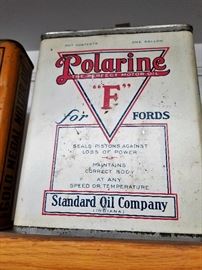 NET CONTENTS ONE GALLON
Polarine
THE PERFECT MOTOR OIL
"F"
for FORDS
SEALS PISTONS AGAINST
LOSS OF POWER
MAINTAINS
CORRECT BODY
AT ANY
SPEED OR TEMPERATURE
Standard Oil Company
(INDIANA)